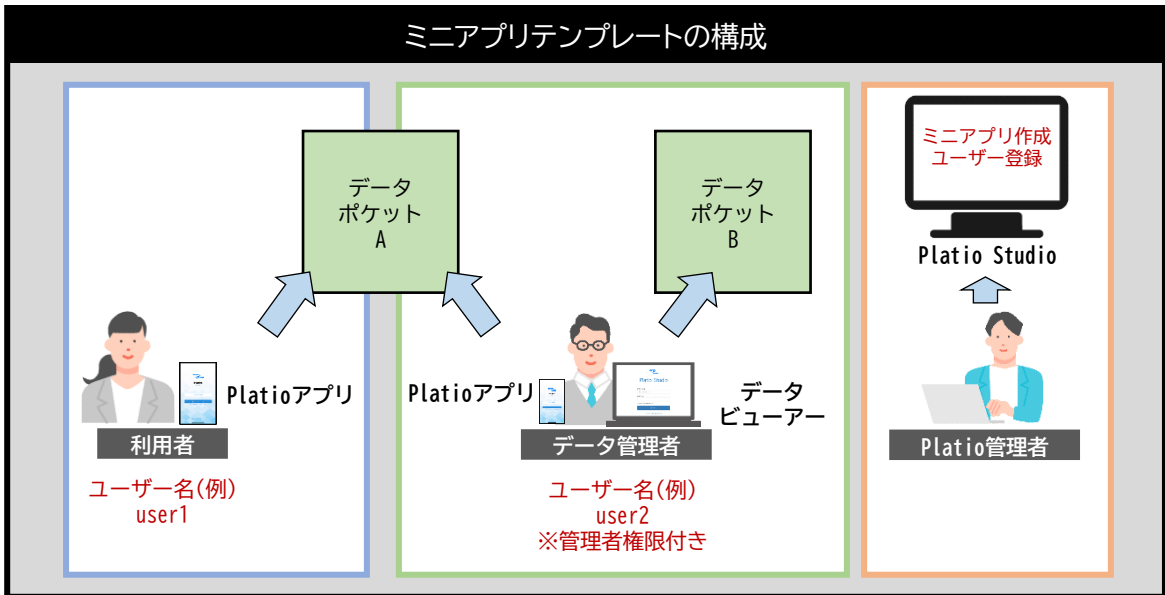 ミニアプリテンプレートの構成
データ
ポケット
A
Platioアプリ
利用者
ユーザー名(例)
user1
データ
ポケット
B
Platioアプリ
Platio Studio
データ
ビューアー
データ管理者
ユーザー名(例)
user2
※管理者権限付き
ミニアプリ作成
ユーザー登録
Platio Studio
Platio管理者